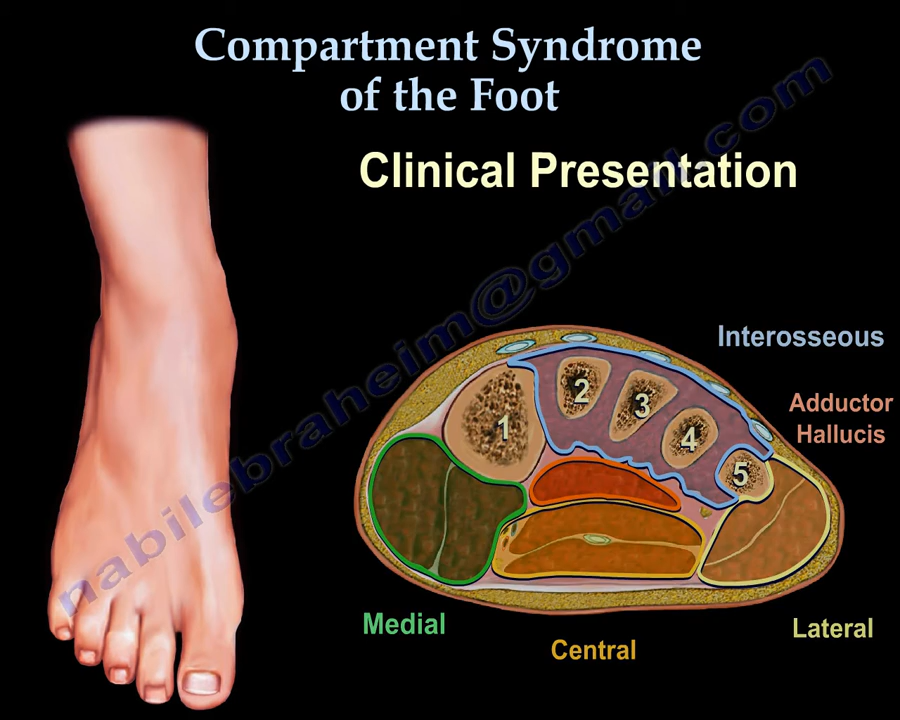 Compartment Syndrome
of the Foot
Clinical Presentation
nabilebraheim@gmail.com
Interosseous
Adductor
Hallucis
1
2
3
4
5
Medial
Central
Lateral